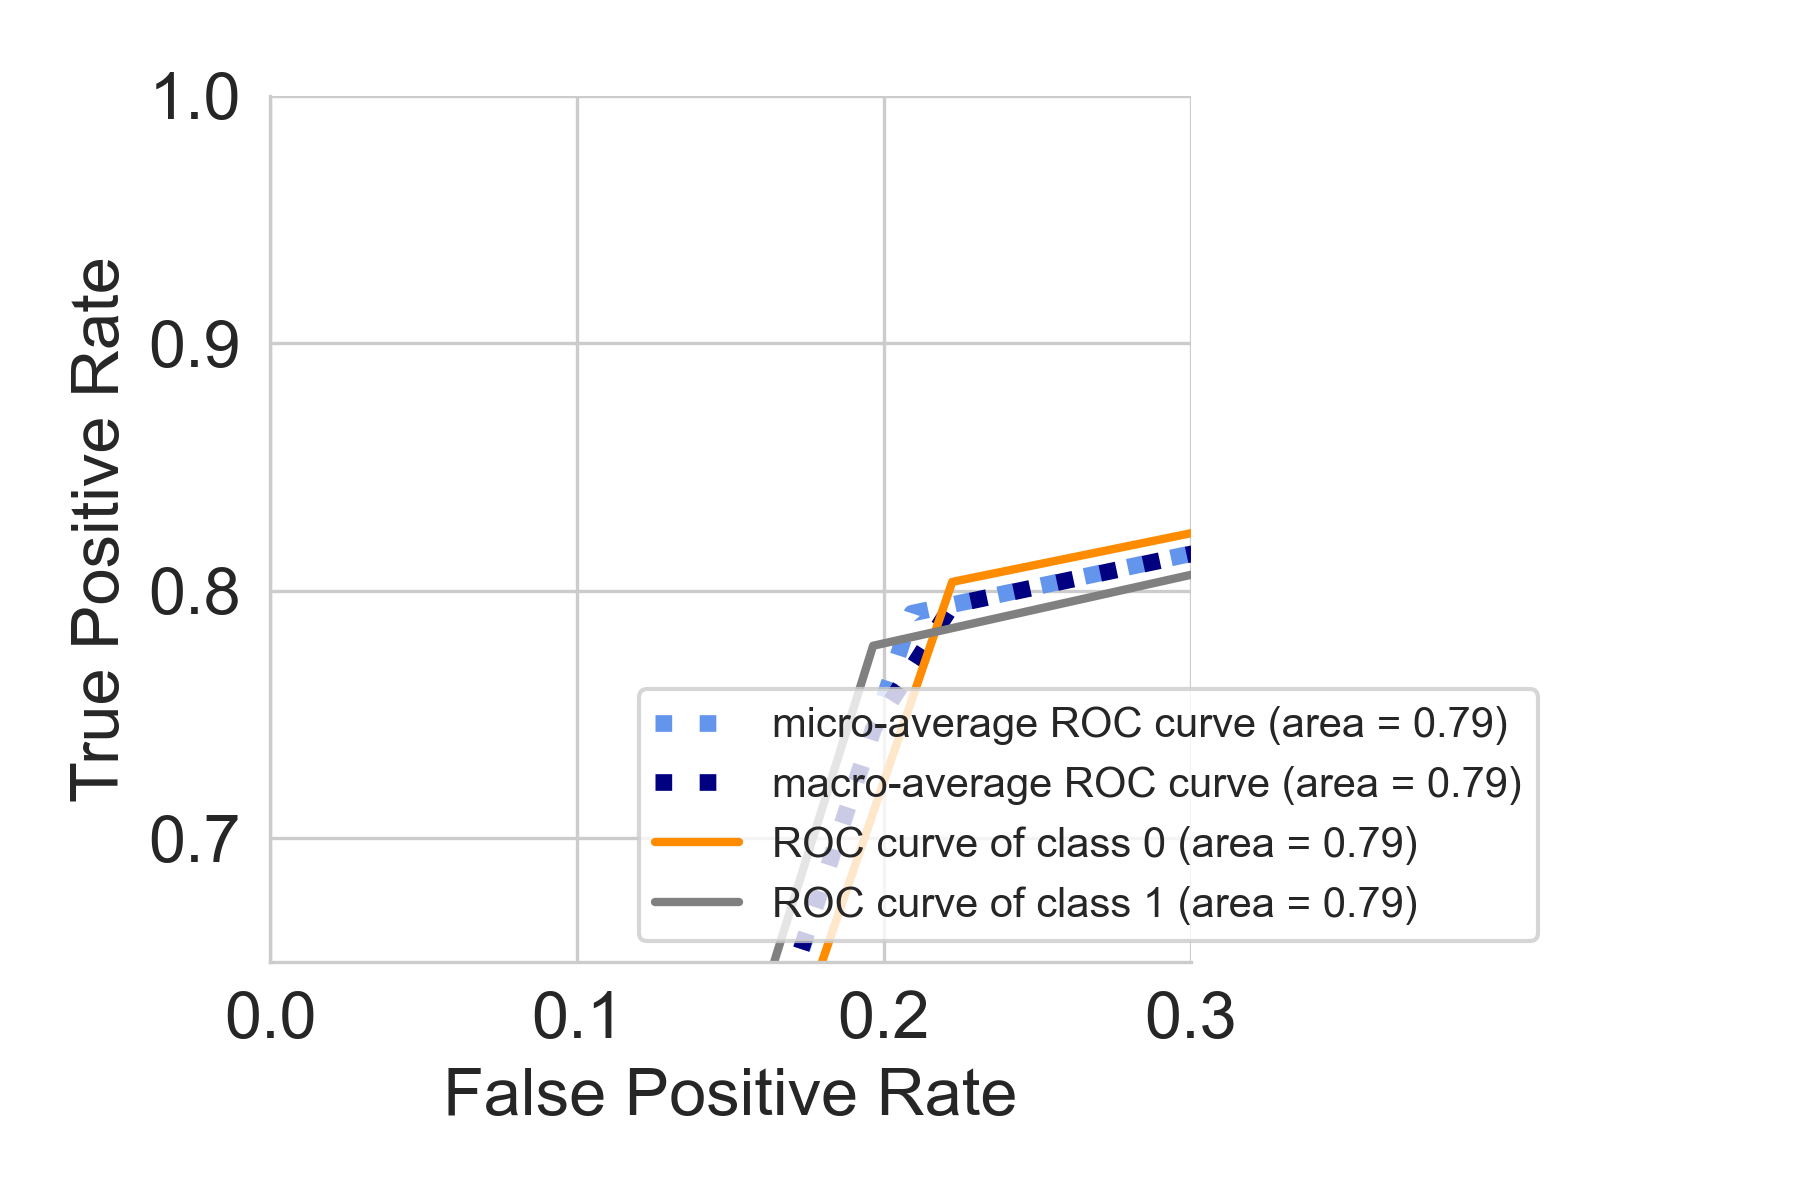 1.0
0.9
0.8
0.7
True Positive Rate
micro-average ROC curve (area = 0.79)
macro-average ROC curve (area = 0.79)
ROC curve of class 0 (area = 0.79)
ROC curve of class 1 (area = 0.79)
0.0 0.1 0.2 0.3
False Positive Rate